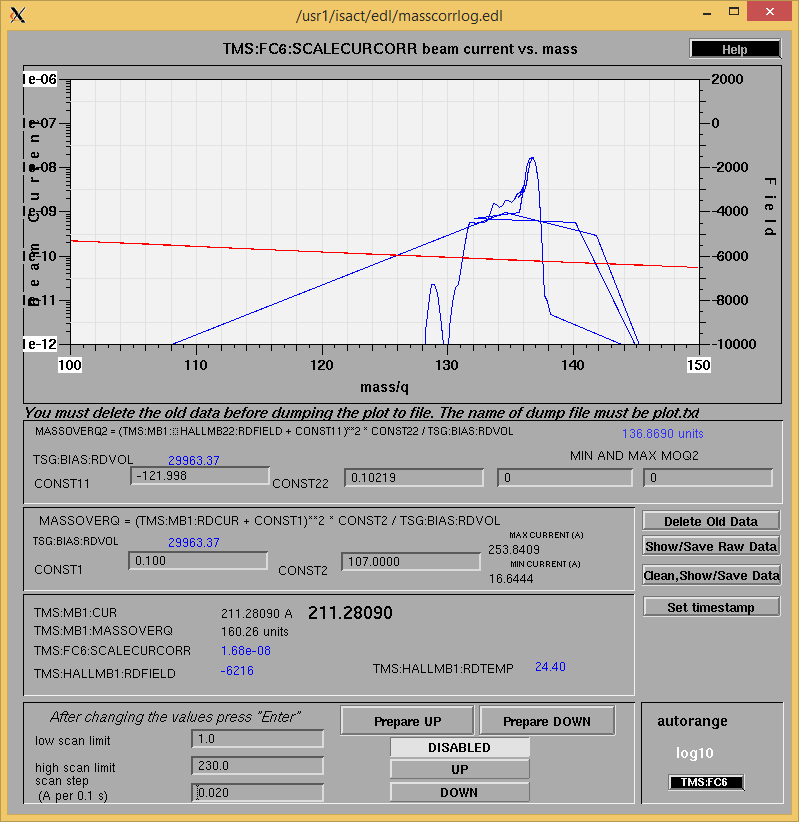 /usr1/isact/edl/masscorrlog.edl
TMS:FC6:SCALECURCORR beam current vs. mass
Help
1e-06
1e-07
1e-08
1e-09
1e-10
1e-11
1e-12
Beam Current
2000
0
-2000
-4000
-6000
-8000
-10000
Field
100 110 120 130 140 150
mass/q
You must delete the old data before dumping the plot to file. The name of dump file must be plot.txt
MASSOVERQ2 = (TMS:MB1: HALLMB22:RDFIELD + CONST11)**2 * CONST22 / TSG:BIAS:RDVOL
136.8690 units
TSG:BIAS:RDVOL 29963.37
MIN AND MAX MOQ2
CONST11 -121.998 CONST22 0.10219 0 0
MASSOVERQ = (TMS:MB1:RDCUR + CONST1)**2 * CONST2 / TSG:BIAS:RDVOL
TSG:BIAS:RDVOL 29963.37
MAX CURRENT (A)
253.8409
CONST1 0.100 CONST2 107.0000
MIN CURRENT (A)
16.6444
Delete Old Data
Show/Save Raw Data
Clean,Show/Save Data
Set timestamp
TMS:MB1:CUR 211.28090 A 211.28090
TMS:MB1:MASSOVERQ 160.26 units
TMS:FC6:SCALECURCORR 1.68e-08
TMS:HALLMB1:RDFIELD -6216
TMS:HALLMB1:RDTEMP 24.40
After changing the values press "Enter"
low scan limit 1.0
high scan limit 230.0
scan step
(A per 0.1 s) 0.020
Prepare UP Prepare DOWN
DISABLED
UP
DOWN
autorange
log10
TMS:FC6